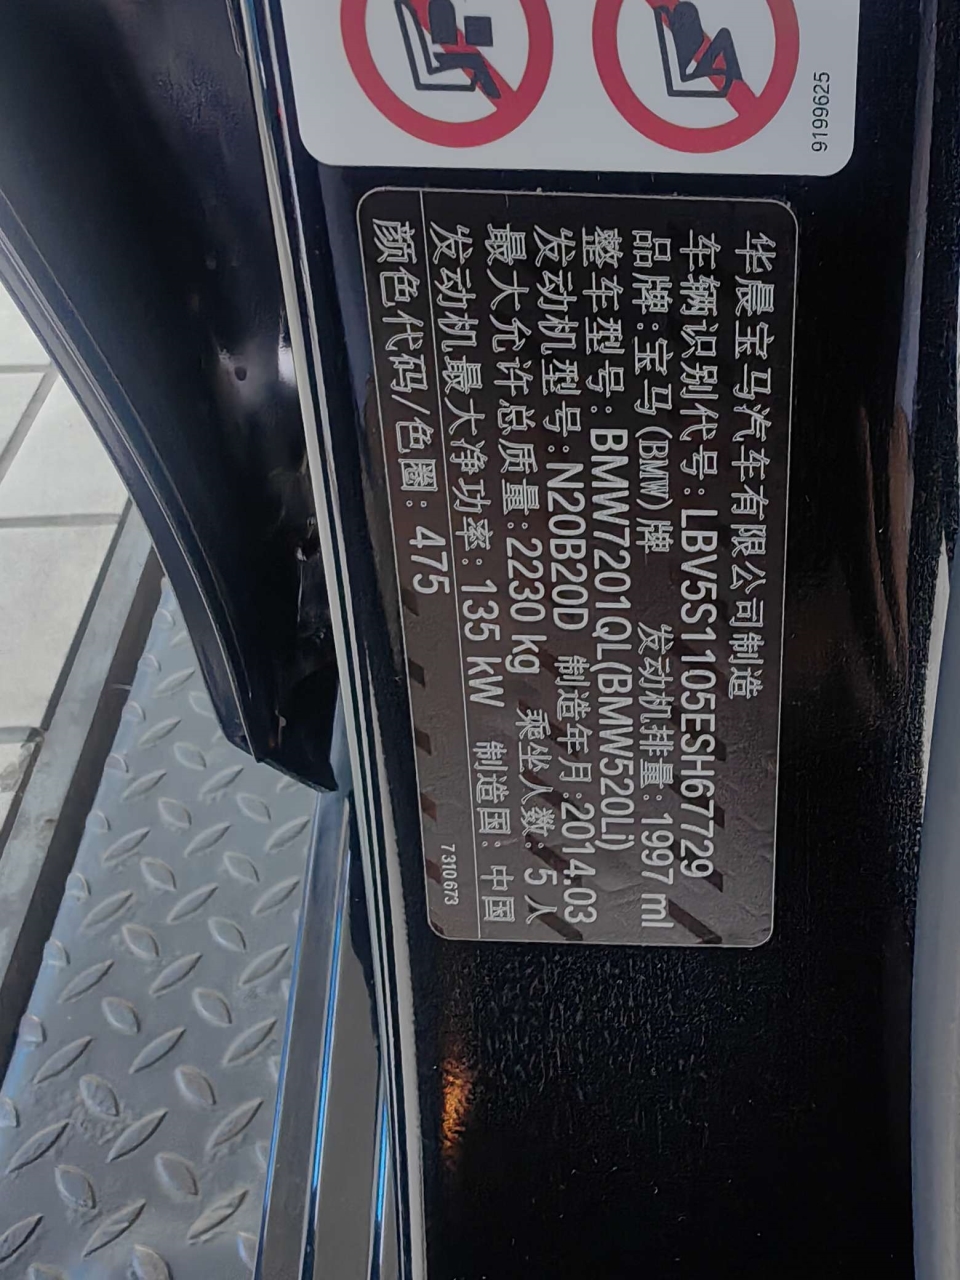 9199625
华晨宝马汽车有限公司制造
车辆识别代号:LBV5S1105ESH67729
品牌:宝马(BMW)牌 发动机排量:1997 ml
整车型号:BMW7201QL(BMW520Li)
发动机型号:N20B20D 制造年月:2014.03
最大允许总质量:2230 kg 乘坐人数:5人
发动机最大净功率:135 kW 制造国:中国
颜色代码/色圈:475
7 310 673